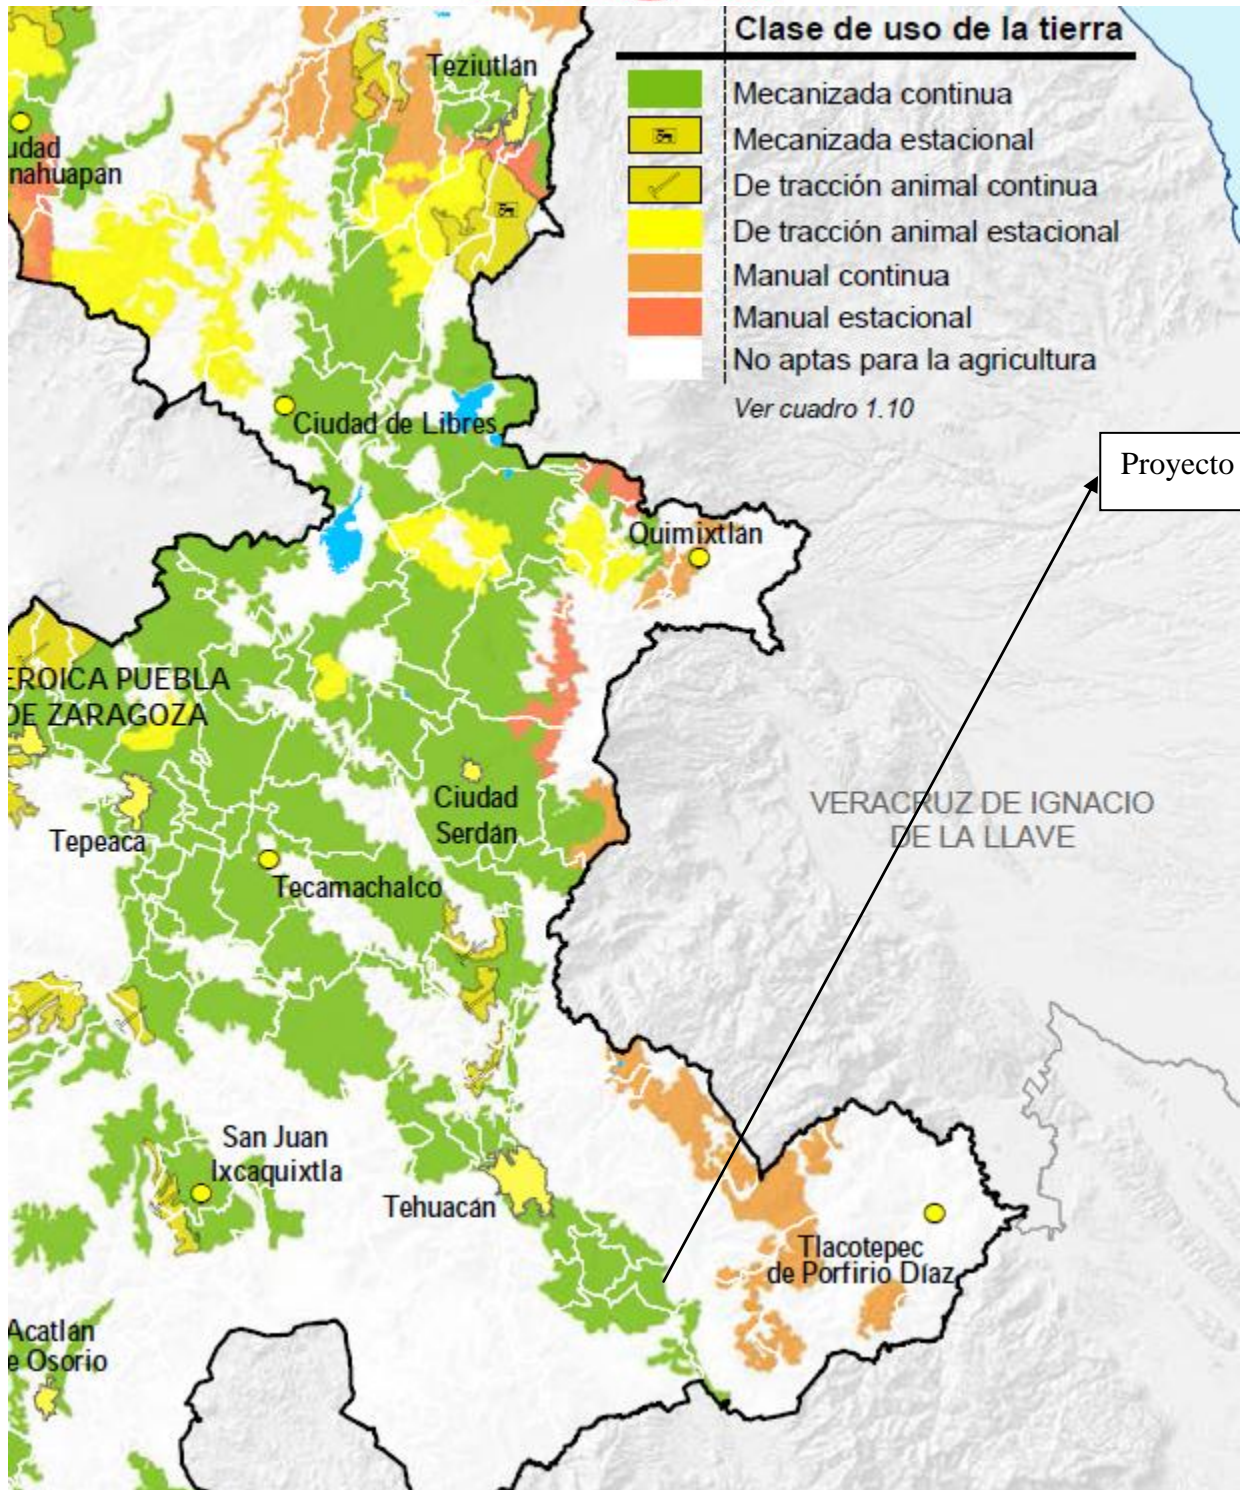 Clase de uso de la tierra
Mecanizada continua
Mecanizada estacional
De tracción animal continua
De tracción animal estacional
Manual continua
Manual estacional
No aptas para la agricultura
Ver cuadro 1.10
Teziutlán
udad
nahuapan
Ciudad de Libres
Proyecto
Quimixtlán
EROICA PUEBLA
DE ZARAGOZA
Ciudad
Serdán
VERACRUZ DE IGNACIO
DE LA LLAVE
Tepeaca
Tecamachalco
San Juan
Ixcaquixtla
Tehuacán
Tlacotepec
de Porfirio Díaz
Acatlán
e Osorio